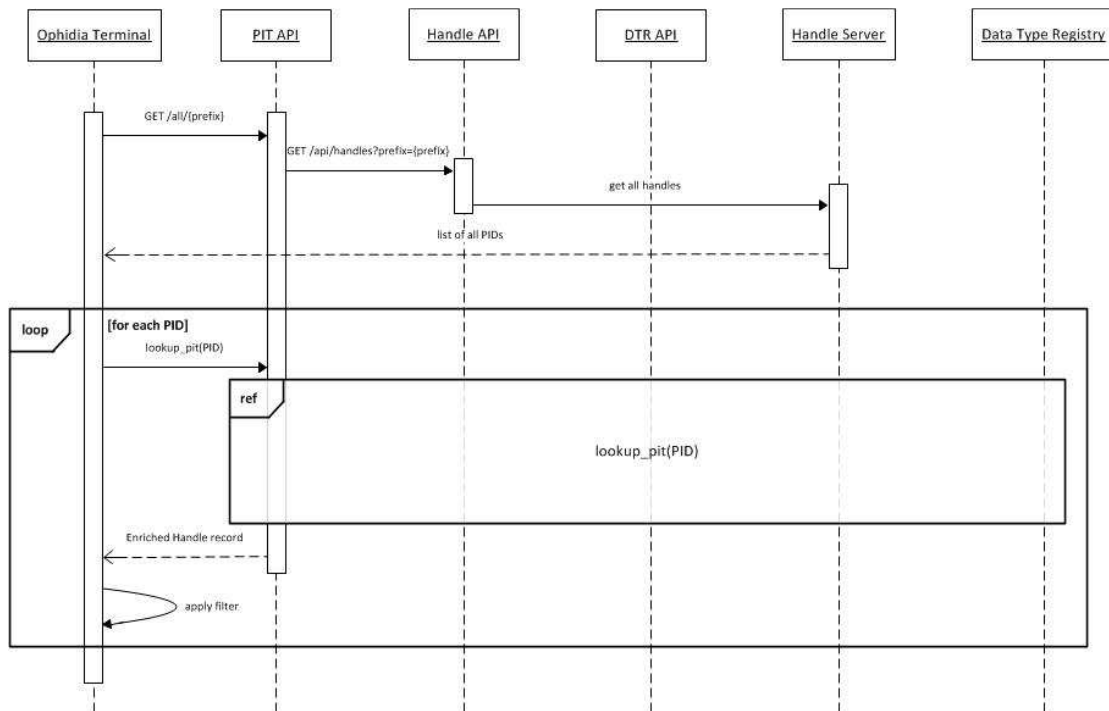 Ophidia Terminal
PIT API
Handle API
DTR API
Handle Server
Data Type Registry
GET /all/{prefix}
GET /api/handles?prefix={prefix}
get all handles
list of all PIDs
loop
[for each PID]
lookup_pit(PID)
ref
lookup_pit(PID)
Enriched Handle record
apply filter